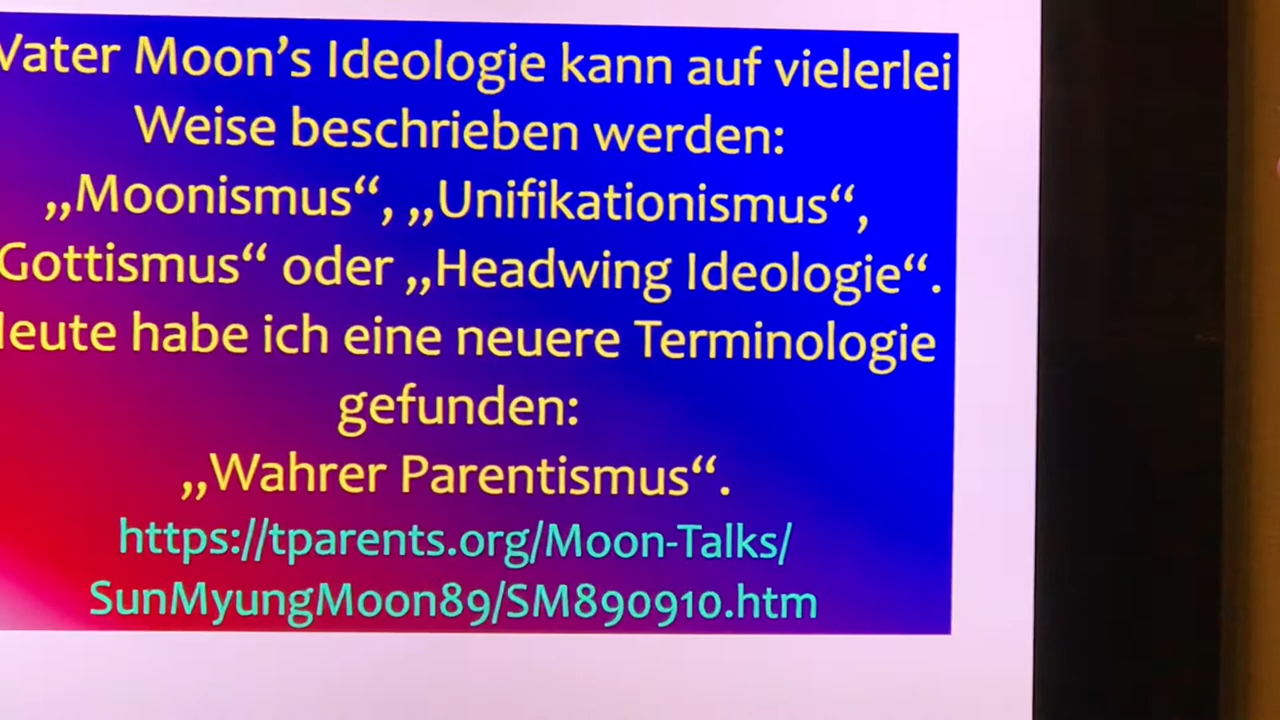 Vater Moon’s Ideologie kann auf vielerlei
Weise beschrieben werden:
„Moonismus“, „Unifikationismus“,
Gottismus“ oder „Headwing Ideologie“.
Heute habe ich eine neuere Terminologie
gefunden:
„Wahrer Parentismus“.
https://tparents.org/Moon-Talks/
SunMyungMoon89/SM890910.htm